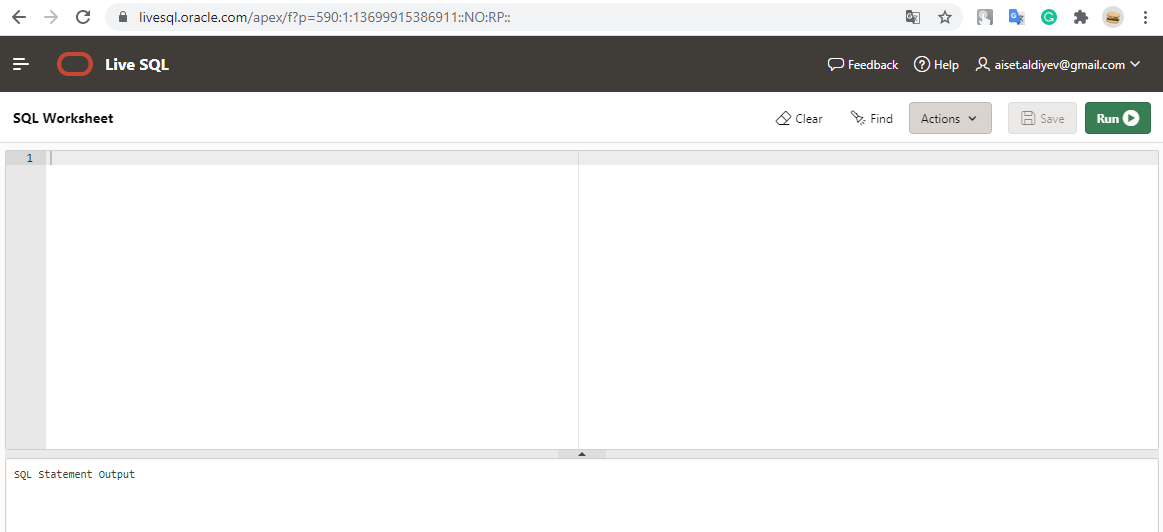 livesql.oracle.com/apex/f?p=590:1:13699915386911::NO:RP::
Live SQL
Feedback
Help
aiset.aldiyev@gmail.com
SQL Worksheet
Clear
Find
Actions
Save
Run
1
SQL Statement Output